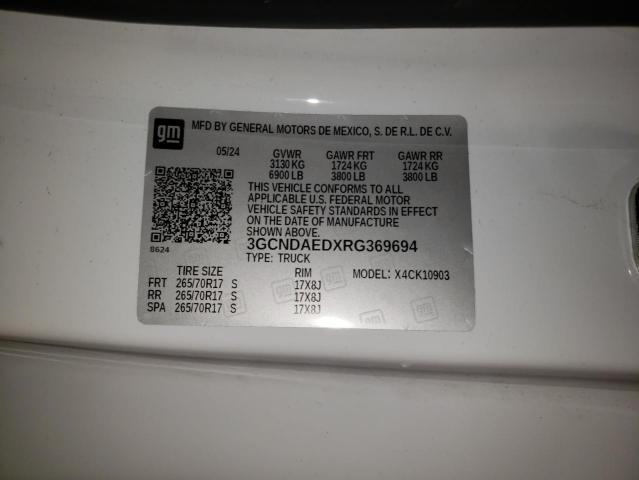 gm
MFD BY GENERAL MOTORS DE MEXICO, S. DE R.L. DE C.V.
05/24 GVWR GAWR FRT GAWR RR
3130 KG 1724 KG 1724 KG
6900 LB 3800 LB 3800 LB
THIS VEHICLE CONFORMS TO ALL
APPLICABLE U.S. FEDERAL MOTOR
VEHICLE SAFETY STANDARDS IN EFFECT
ON THE DATE OF MANUFACTURE
SHOWN ABOVE.
8624
3GCNDAEDXRG369694
TYPE: TRUCK
TIRE SIZE RIM MODEL: X4CK10903
FRT 265/70R17 S 17X8J
RR 265/70R17 S 17X8J
SPA 265/70R17 S 17X8J